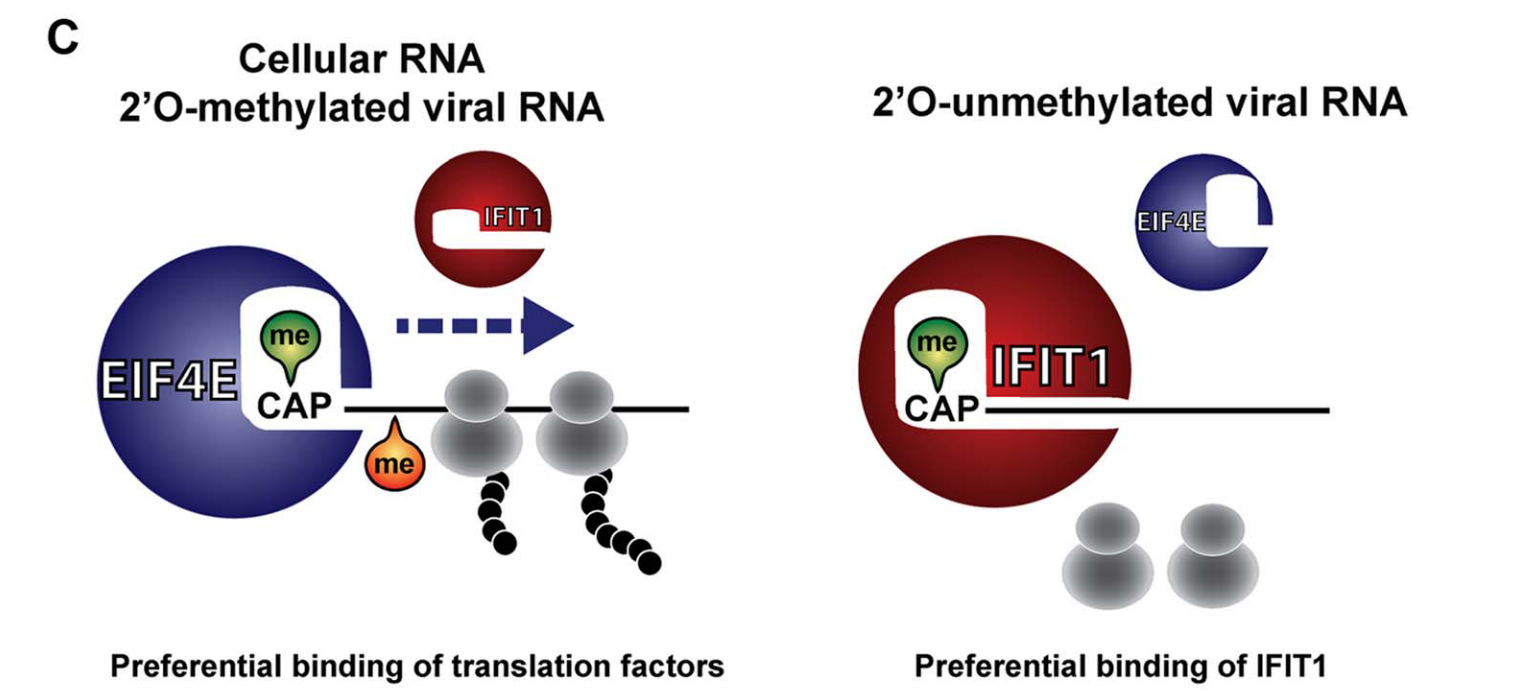 C
Cellular RNA
2'O-methylated viral RNA
IFIT1
EIF4E
me
CAP
me
Preferential binding of translation factors
2'O-unmethylated viral RNA
EIF4E
me
IFIT1
CAP
Preferential binding of IFIT1